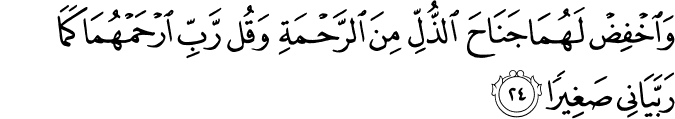 وَٱخْفِضْ لَهُمَا جَنَاحَ ٱلذُّلِّ مِنَ ٱلرَّحْمَةِ وَقُل رَّبِّ ٱرْحَمْهُمَا كَمَا
رَبَّيَانِى صَغِيرًا ٢٤